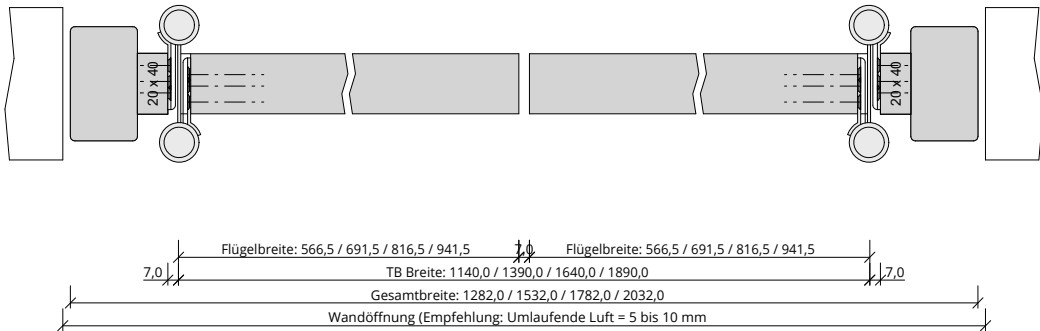 20 x 40
20 x 40
Flügelbreite: 566,5 / 691,5 / 816,5 / 941,5
7,0
Flügelbreite: 566,5 / 691,5 / 816,5 / 941,5
7,0
TB Breite: 1140,0 / 1390,0 / 1640,0 / 1890,0
7,0
Gesamtbreite: 1282,0 / 1532,0 / 1782,0 / 2032,0
Wandöffnung (Empfehlung: Umlaufende Luft = 5 bis 10 mm